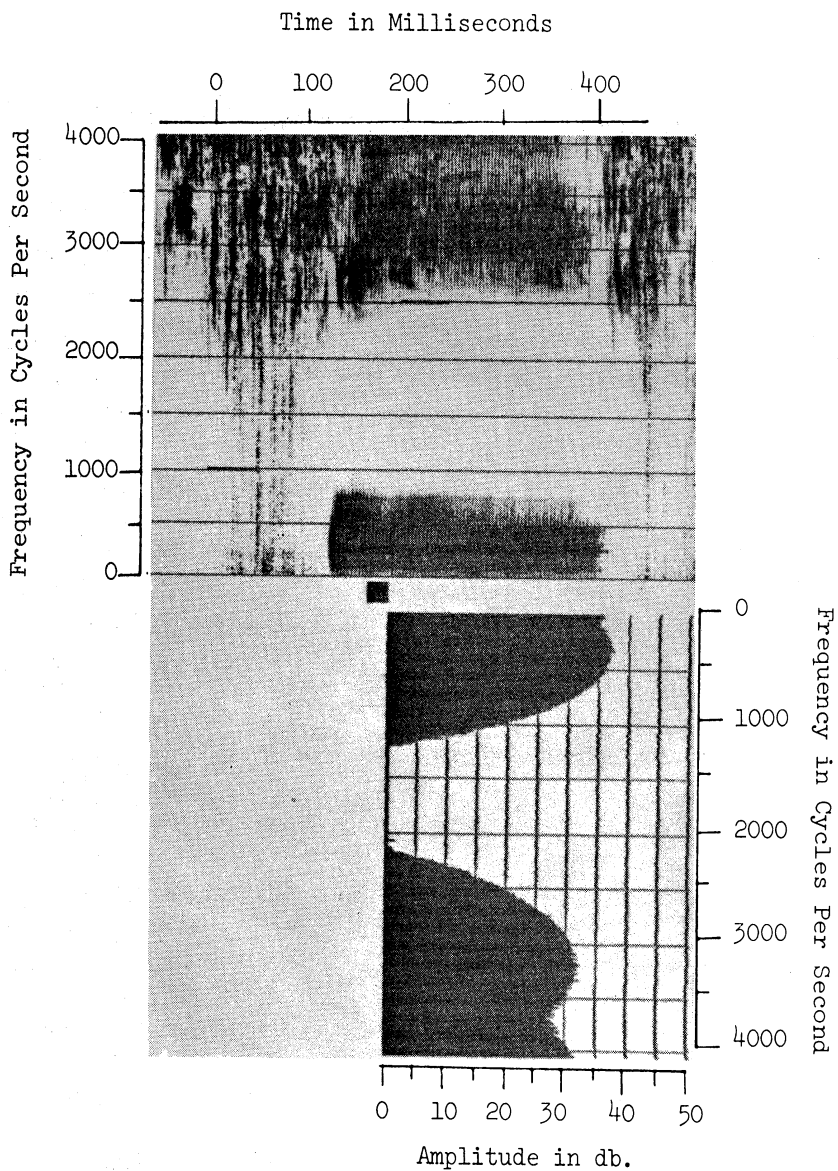 Time in Milliseconds
0 100 200 300 400
Frequency in Cycles Per Second
4000
3000
2000
1000
0
0
1000
2000
3000
4000
Frequency in Cycles Per Second
0 10 20 30 40 50
Amplitude in db.